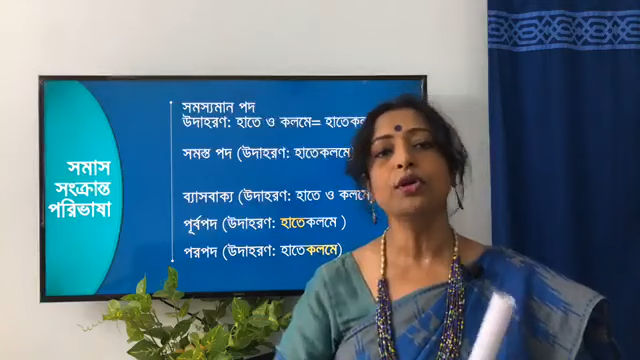 সমাস
সংক্রান্ত
পরিভাষা
সমস্যমান পদ
উদাহরণ: হাতে ও কলমে= হাতেকল
সমস্ত পদ (উদাহরণ: হাতেকলমে)
ব্যাসবাক্য (উদাহরণ: হাতে ও কলমে
পূর্বপদ (উদাহরণ: হাতেকলমে )
পরপদ (উদাহরণ: হাতেকলমে)